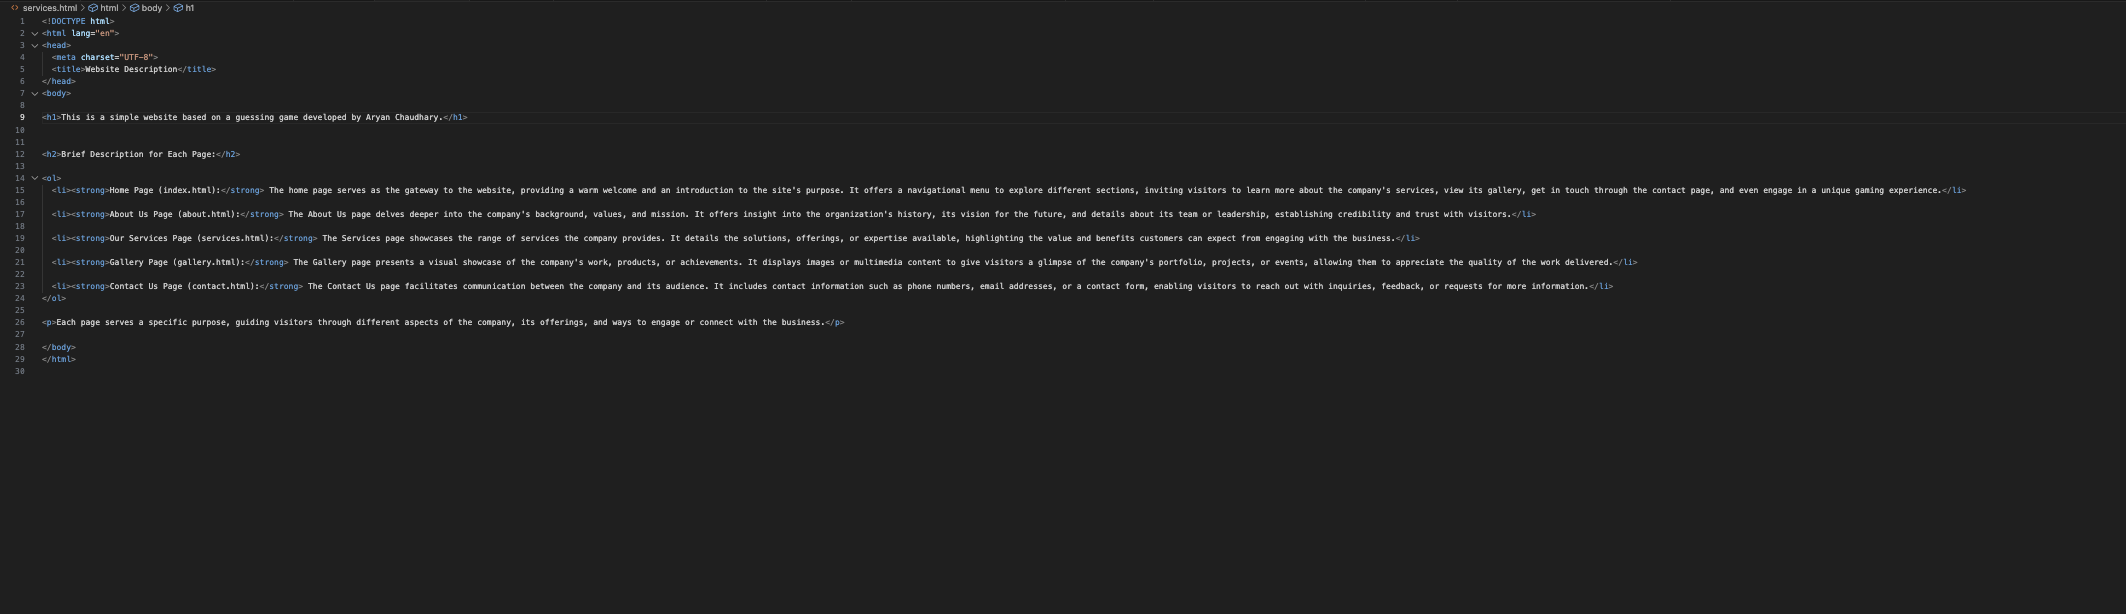 services.html > html > body > h1
1 <!DOCTYPE html>
2 <html lang="en">
3 <head>
4 <meta charset="UTF-8">
5 <title>Website Description</title>
6 </head>
7 <body>
8
9 <h1>This is a simple website based on a guessing game developed by Aryan Chaudhary.</h1>
10
11
12 <h2>Brief Description for Each Page:</h2>
13
14 <ol>
15 <li><strong>Home Page (index.html):</strong> The home page serves as the gateway to the website, providing a warm welcome and an introduction to the site's purpose. It offers a navigational menu to explore different sections, inviting visitors to learn more about the company's services, view its gallery, get in touch through the contact page, and even engage in a unique gaming experience.</li>
16
17 <li><strong>About Us Page (about.html):</strong> The About Us page delves deeper into the company's background, values, and mission. It offers insight into the organization's history, its vision for the future, and details about its team or leadership, establishing credibility and trust with visitors.</li>
18
19 <li><strong>Our Services Page (services.html):</strong> The Services page showcases the range of services the company provides. It details the solutions, offerings, or expertise available, highlighting the value and benefits customers can expect from engaging with the business.</li>
20
21 <li><strong>Gallery Page (gallery.html):</strong> The Gallery page presents a visual showcase of the company's work, products, or achievements. It displays images or multimedia content to give visitors a glimpse of the company's portfolio, projects, or events, allowing them to appreciate the quality of the work delivered.</li>
22
23 <li><strong>Contact Us Page (contact.html):</strong> The Contact Us page facilitates communication between the company and its audience. It includes contact information such as phone numbers, email addresses, or a contact form, enabling visitors to reach out with inquiries, feedback, or requests for more information.</li>
24 </ol>
25
26 <p>Each page serves a specific purpose, guiding visitors through different aspects of the company, its offerings, and ways to engage or connect with the business.</p>
27
28 </body>
29 </html>
30